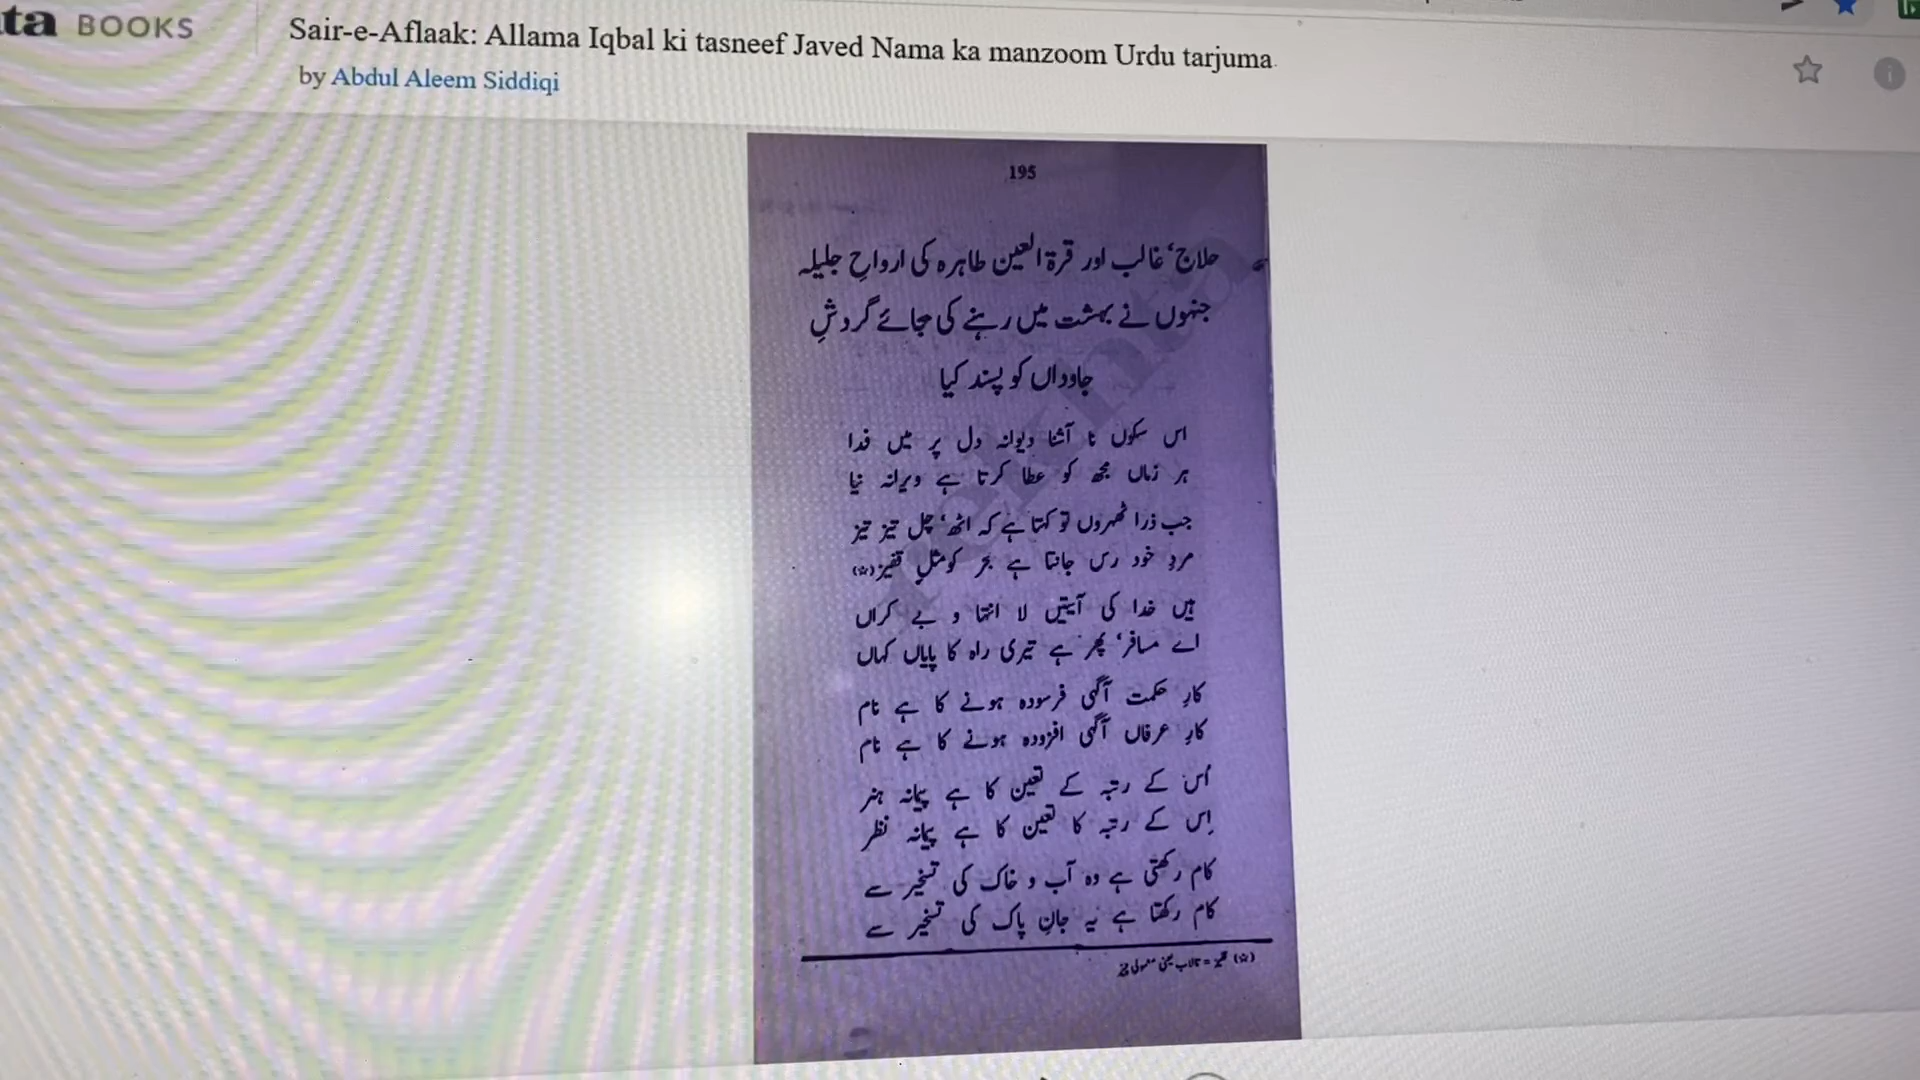 ta BOOKS
Sair-e-Aflaak: Allama Iqbal ki tasneef Javed Nama ka manzoom Urdu tarjuma
by Abdul Aleem Siddiqi
195
حلاج‘ غالب اور قرۃ العین طاہرہ کی ارواحِ جلیلہ
جنہوں نے بہشت میں رہنے کی بجائے گردشِ
جاوداں کو پسند کیا
اس سکوں نا آشنا دیوانہ دل پر میں فدا
ہر زماں مجھ کو عطا کرتا ہے ویرانہ نیا
جب ذرا ٹھہروں تو کہتا ہے کہ اٹھ‘ چل تیز تیز
مردِ خود رس جانتا ہے بحر کو مثلِ قفیز (☆)
ہیں خدا کی آیتیں لا انتہا و بے کراں
اے مسافر‘ پھر ہے تیری راہ کا پایاں کہاں
کارِ حکمت آگہی فرسودہ ہونے کا ہے نام
کارِ عرفاں آگہی افزودہ ہونے کا ہے نام
اُس کے رتبہ کے تعین کا ہے پیمانہ ہنر
اِس کے رتبہ کا تعین کا ہے پیمانہ نظر
کام رکھتی ہے وہ آب و خاک کی تسخیر سے
کام رکھتا ہے یہ جانِ پاک کی تسخیر سے
(☆) قفیز = تالاب یعنی معمولی